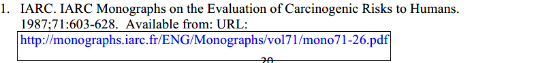 1. IARC. IARC Monographs on the Evaluation of Carcinogenic Risks to Humans.
1987;71:603-628. Available from: URL:
http://monographs.iarc.fr/ENG/Monographs/vol71/mono71-26.pdf